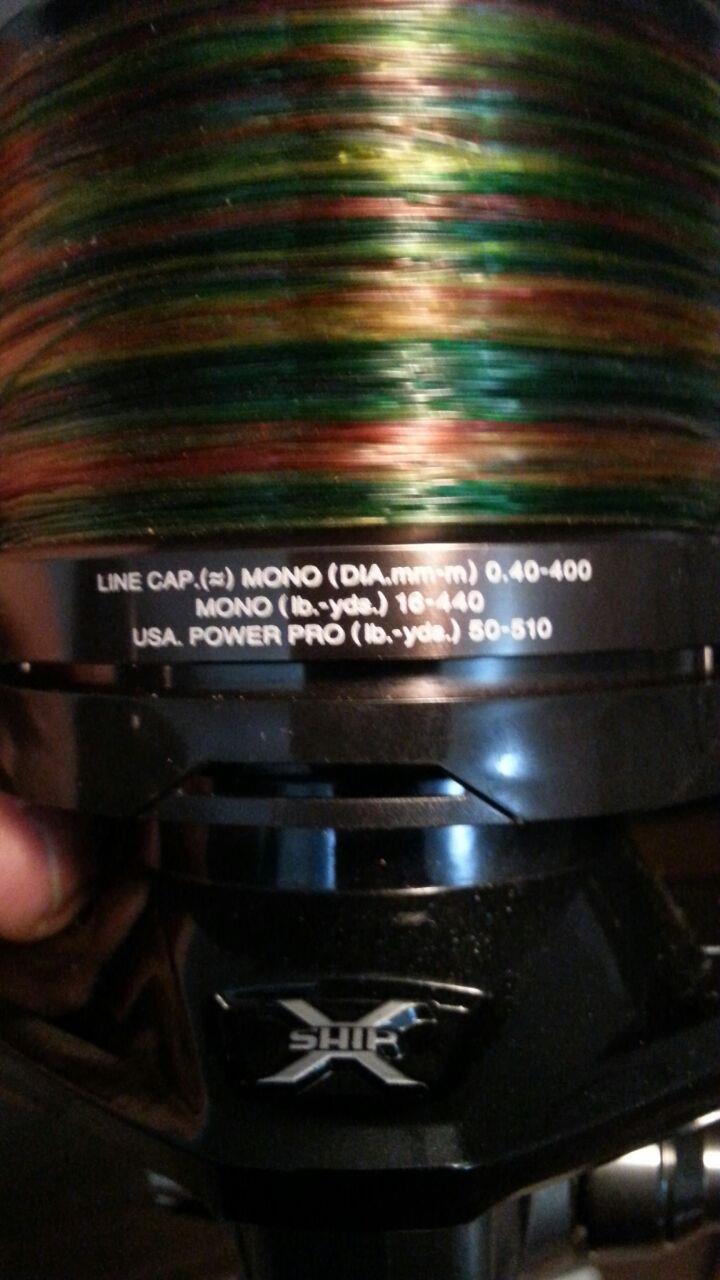 LINE CAP.(≈) MONO (DIA.mm-m) 0.40-400
MONO (lb.-yds.) 16-440
USA. POWER PRO (lb.-yds.) 50-510
X SHIP